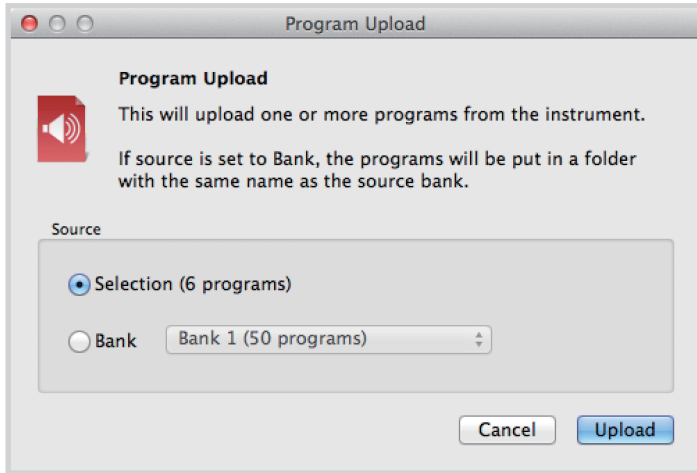 Program Upload
Program Upload
This will upload one or more programs from the instrument.
If source is set to Bank, the programs will be put in a folder
with the same name as the source bank.
Source
Selection (6 programs)
Bank Bank 1 (50 programs)
Cancel Upload